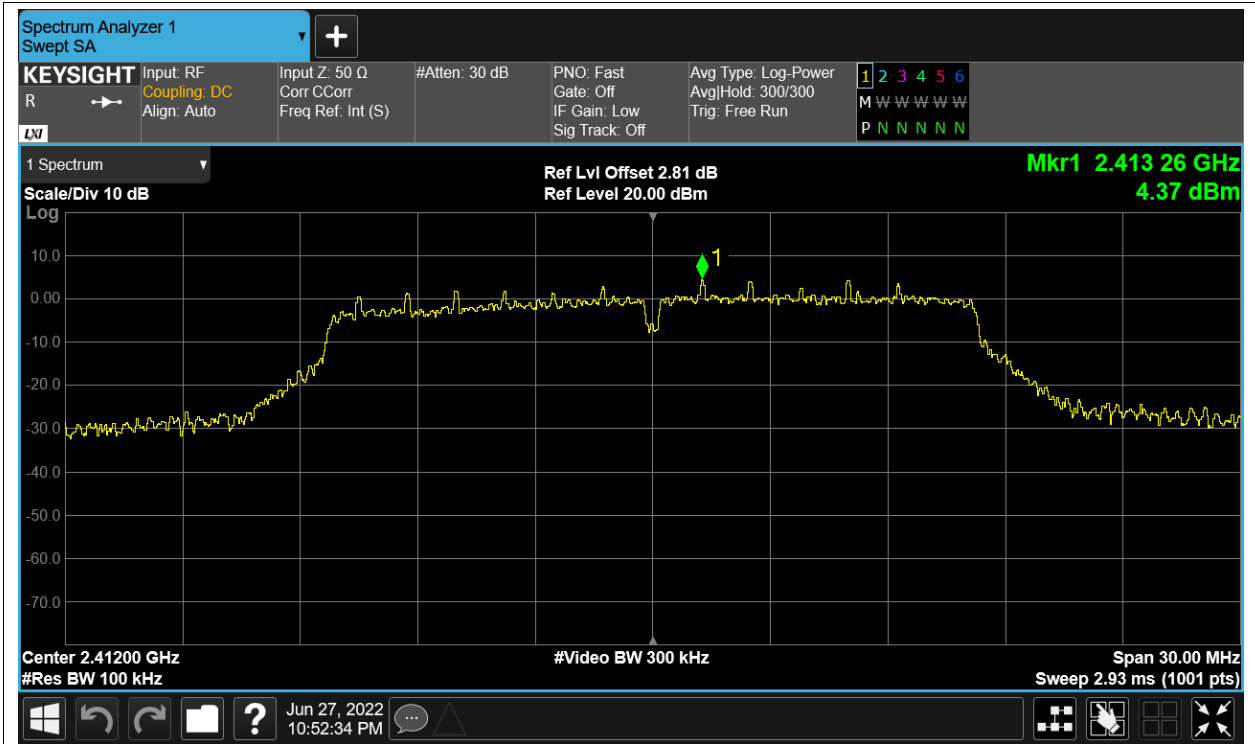 Spectrum Analyzer 1
Swept SA
KEYSIGHT
R
LXI
Input: RF
Coupling: DC
Align: Auto
Input Z: 50 Ω
Corr CCorr
Freq Ref: Int (S)
#Atten: 30 dB
PNO: Fast
Gate: Off
IF Gain: Low
Sig Track: Off
Avg Type: Log-Power
Avg|Hold: 300/300
Trig: Free Run
1 2 3 4 5 6
M W W W W W
P N N N N N
1 Spectrum
Scale/Div 10 dB
Log
Ref Lvl Offset 2.81 dB
Ref Level 20.00 dBm
Mkr1 2.413 26 GHz
4.37 dBm
1
10.0
0.00
-10.0
-20.0
-30.0
-40.0
-50.0
-60.0
-70.0
Center 2.41200 GHz
#Res BW 100 kHz
#Video BW 300 kHz
Span 30.00 MHz
Sweep 2.93 ms (1001 pts)
?
Jun 27, 2022
10:52:34 PM